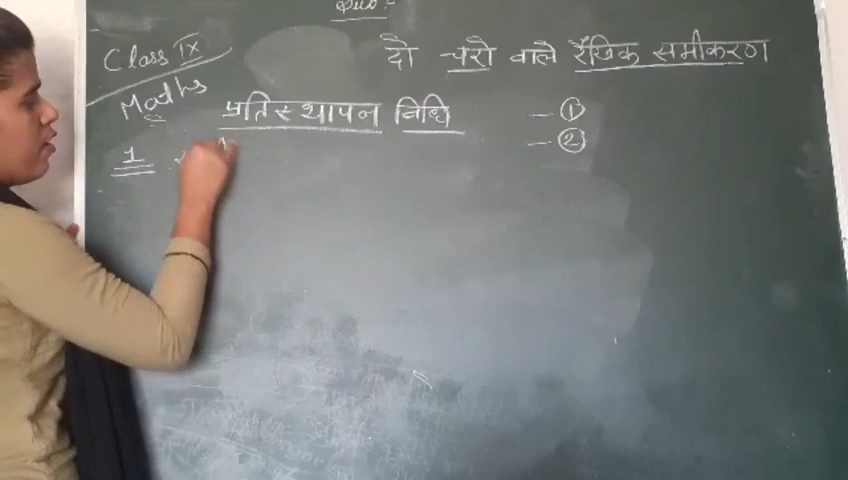 Class IX
दो चरो वाले रैखिक समीकरण
Maths
प्रतिस्थापन विधि
— ①
— ②
1